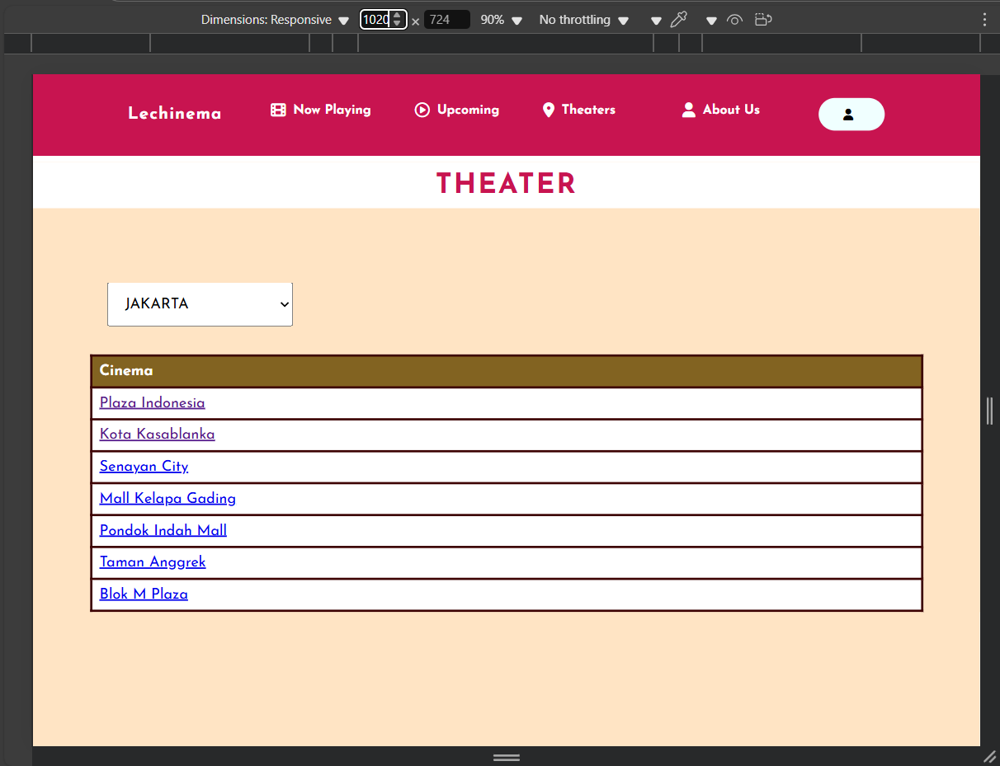 Dimensions: Responsive 1020 × 724 90% No throttling
Lechinema Now Playing Upcoming Theaters About Us
THEATER
JAKARTA
Cinema
Plaza Indonesia
Kota Kasablanka
Senayan City
Mall Kelapa Gading
Pondok Indah Mall
Taman Anggrek
Blok M Plaza